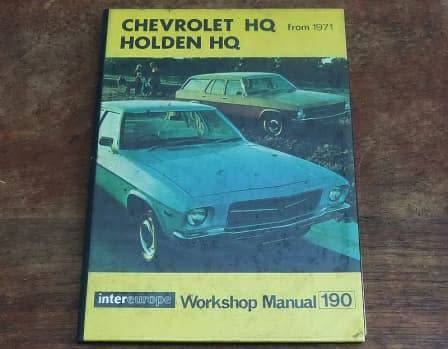 CHEVROLET HQ from 1971
HOLDEN HQ
intereurope Workshop Manual 190